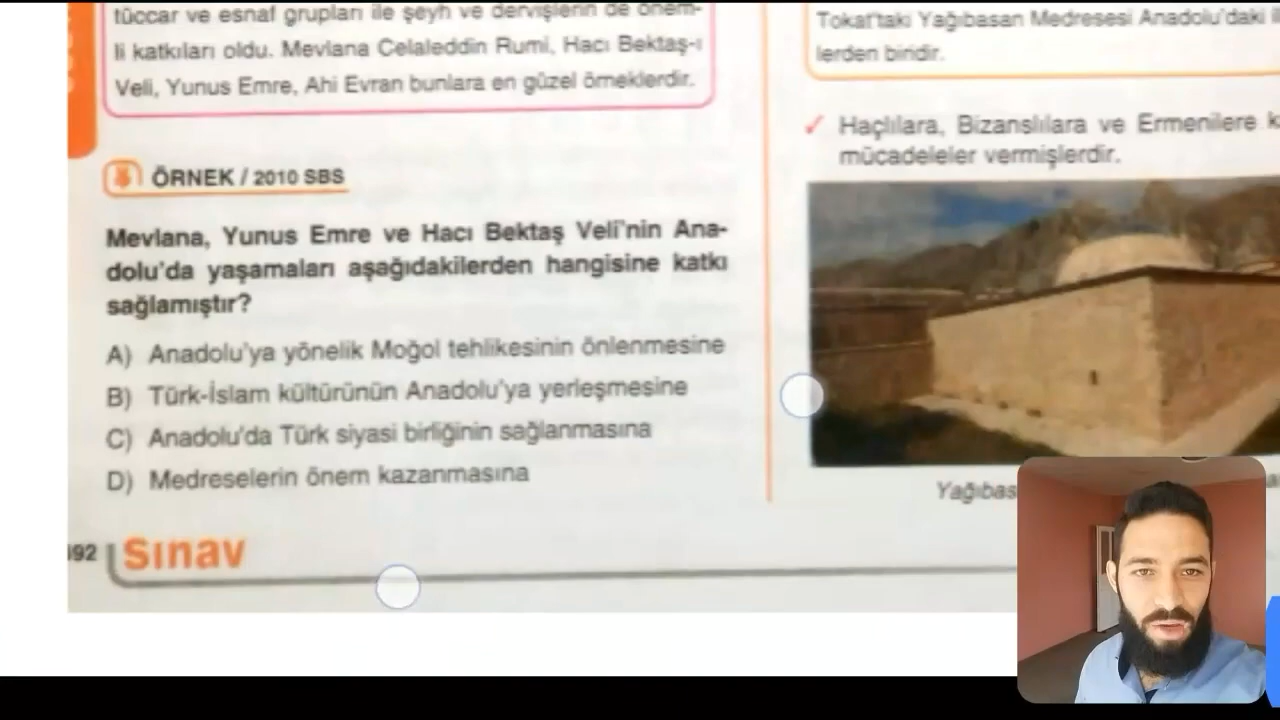 tüccar ve esnaf grupları ile şeyh ve dervişlerin de önem-
li katkıları oldu. Mevlana Celaleddin Rumi, Hacı Bektaş-ı
Veli, Yunus Emre, Ahi Evran bunlara en güzel örneklerdir.
ÖRNEK / 2010 SBS
Mevlana, Yunus Emre ve Hacı Bektaş Veli'nin Ana-
dolu'da yaşamaları aşağıdakilerden hangisine katkı
sağlamıştır?
A) Anadolu'ya yönelik Moğol tehlikesinin önlenmesine
B) Türk-İslam kültürünün Anadolu'ya yerleşmesine
C) Anadolu'da Türk siyasi birliğinin sağlanmasına
D) Medreselerin önem kazanmasına
92
Sınav
Tokat'taki Yağıbasan Medresesi Anadolu'daki
lerden biridir.
✓ Haçlılara, Bizanslılara ve Ermenilere
mücadeleler vermişlerdir.
Yağıbas